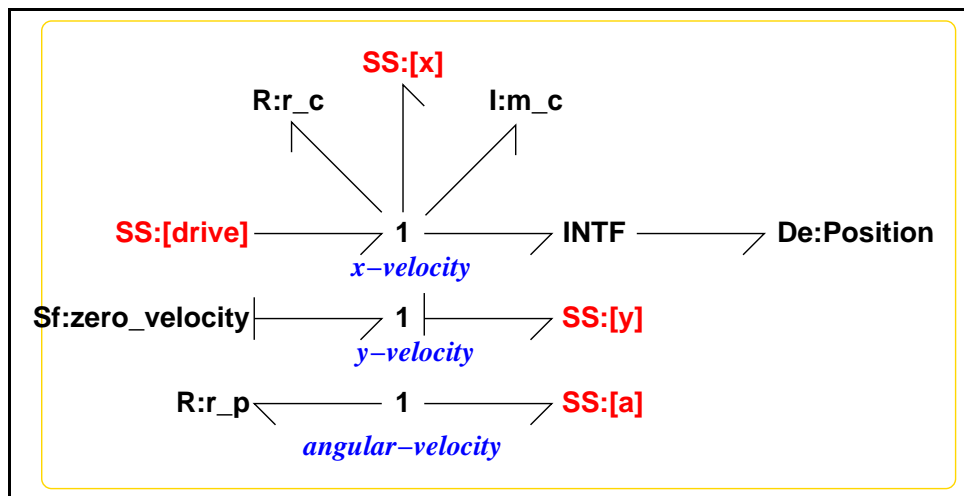 SS:[x]
R:r_c
I:m_c
SS:[drive]
1
INTF
De:Position
x−velocity
Sf:zero_velocity
1
SS:[y]
y−velocity
R:r_p
1
SS:[a]
angular−velocity